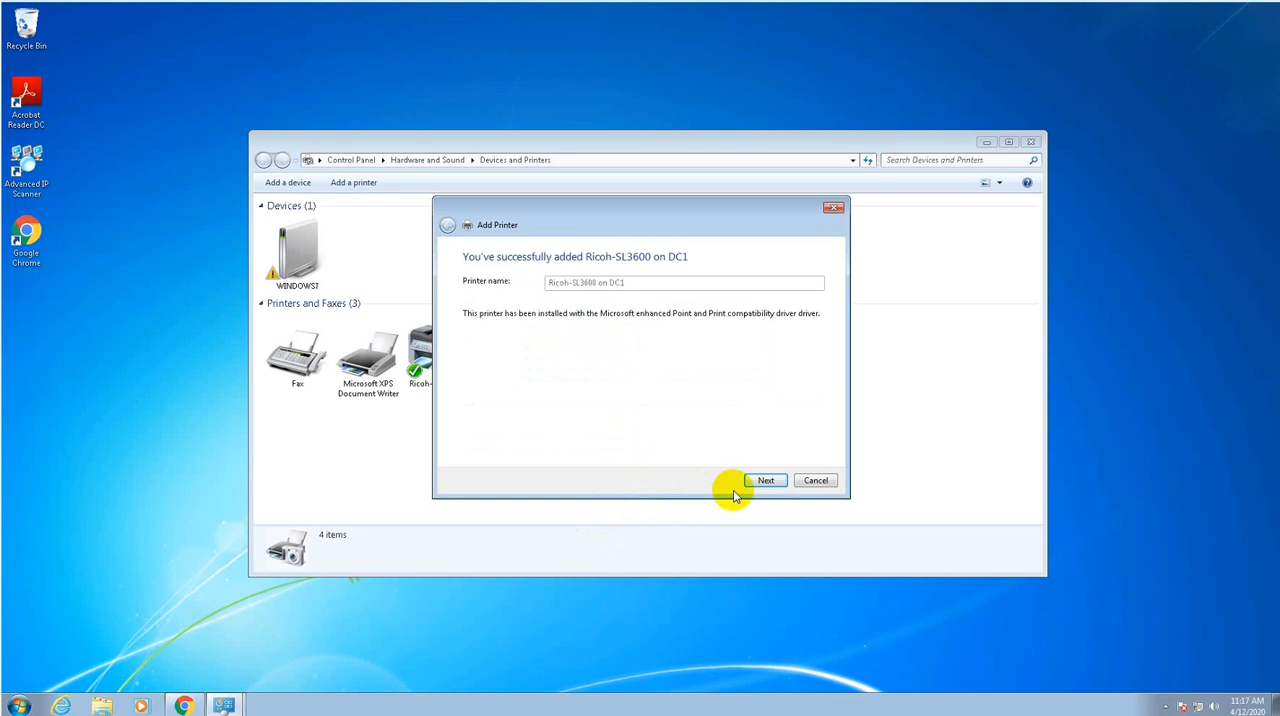 Recycle Bin
Acrobat
Reader DC
Advanced IP
Scanner
Google
Chrome
Control Panel
Hardware and Sound
Devices and Printers
Search Devices and Printers
Add a device
Add a printer
Devices (1)
WINDOWS7
Printers and Faxes (3)
Fax
Microsoft XPS
Document Writer
Ricoh-
Add Printer
You've successfully added Ricoh-SL3600 on DC1
Printer name:
Ricoh-SL3600 on DC1
This printer has been installed with the Microsoft enhanced Point and Print compatibility driver driver.
Next
Cancel
4 items
11:17 AM
4/12/2020